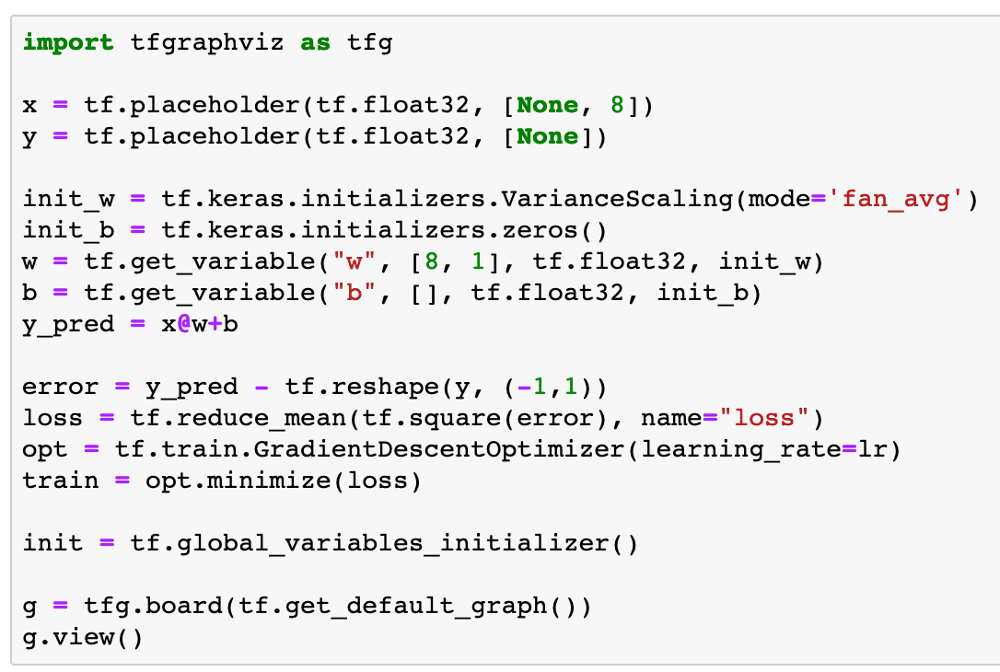 import tfgraphviz as tfg
x = tf.placeholder(tf.float32, [None, 8])
y = tf.placeholder(tf.float32, [None])
init_w = tf.keras.initializers.VarianceScaling(mode='fan_avg')
init_b = tf.keras.initializers.zeros()
w = tf.get_variable("w", [8, 1], tf.float32, init_w)
b = tf.get_variable("b", [], tf.float32, init_b)
y_pred = x@w+b
error = y_pred - tf.reshape(y, (-1,1))
loss = tf.reduce_mean(tf.square(error), name="loss")
opt = tf.train.GradientDescentOptimizer(learning_rate=lr)
train = opt.minimize(loss)
init = tf.global_variables_initializer()
g = tfg.board(tf.get_default_graph())
g.view()